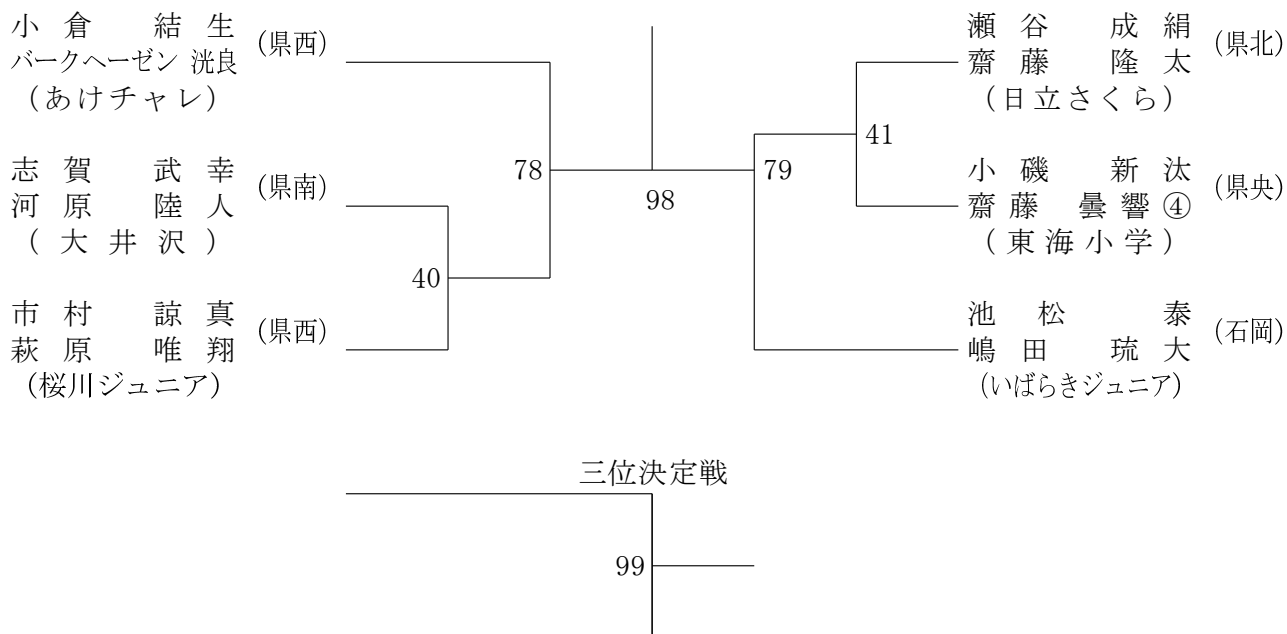 小倉 結生
バークヘーゼン 洸良
(県西)
(あけチャレ)
志賀 武幸
河原 陸人
(県南)
(大井沢)
市村 諒真
萩原 唯翔
(県西)
(桜川ジュニア)
78
40
98
79
41
瀬谷 成絹
齋藤 隆太
(県北)
(日立さくら)
小磯 新汰
齋藤 曇響④
(県央)
(東海小学)
池松 泰
嶋田 琉大
(石岡)
(いばらきジュニア)
三位決定戦
99